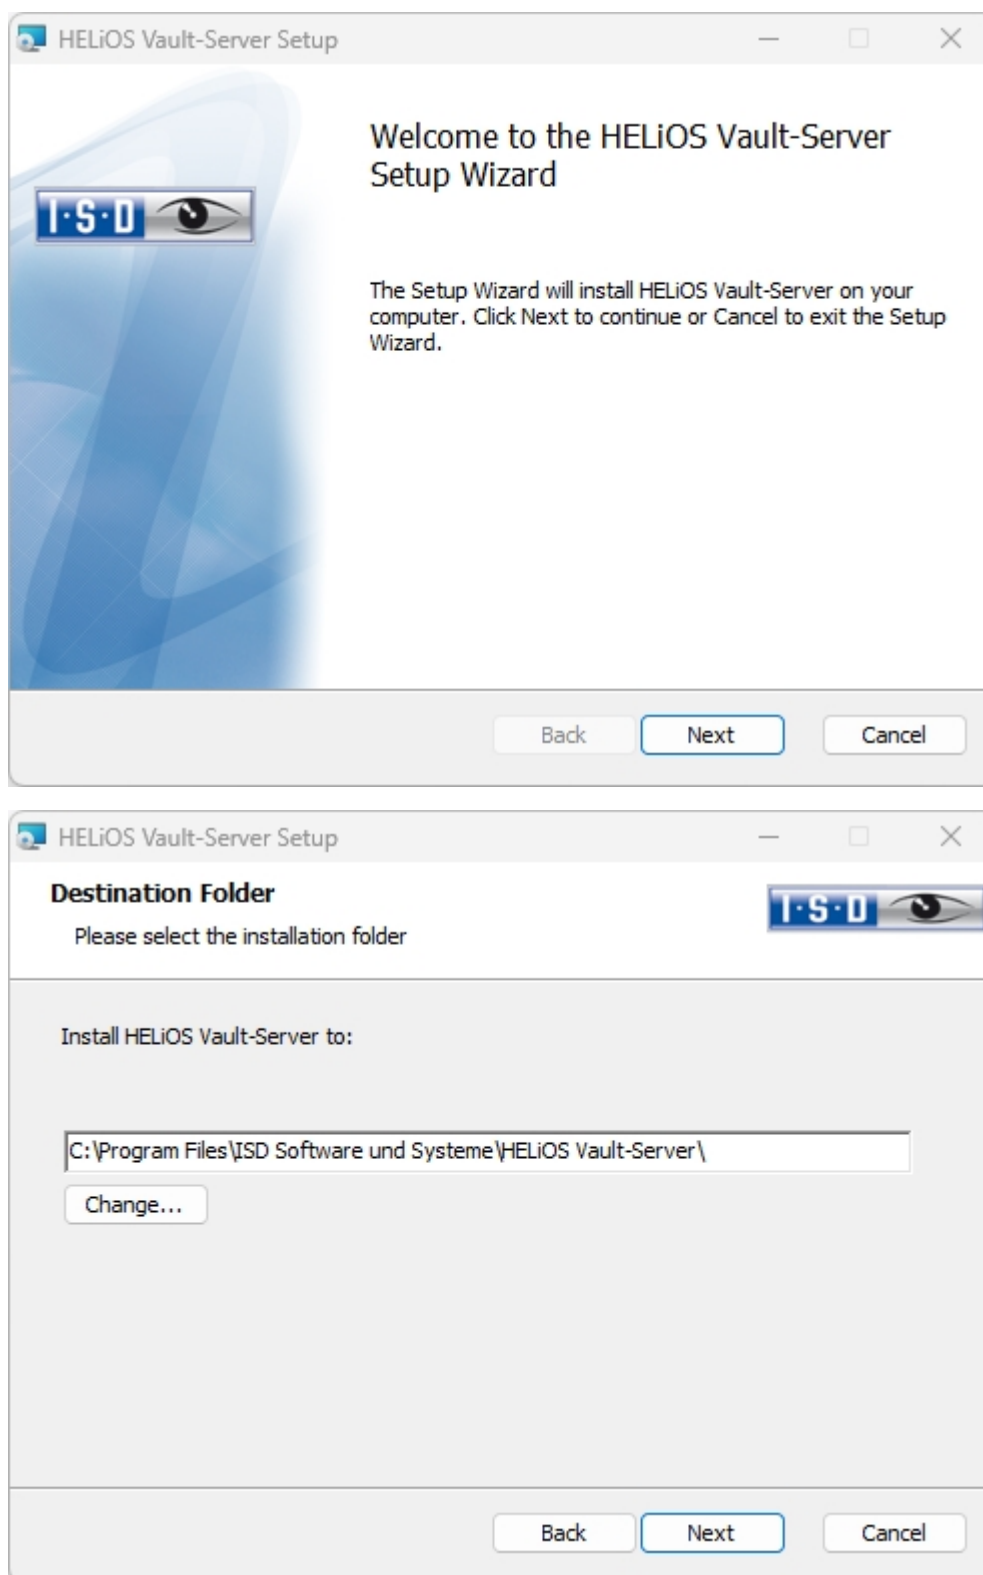 HELiOS Vault-Server Setup
Welcome to the HELiOS Vault-Server
Setup Wizard
I·S·D
The Setup Wizard will install HELiOS Vault-Server on your
computer. Click Next to continue or Cancel to exit the Setup
Wizard.
Back Next Cancel
HELiOS Vault-Server Setup
Destination Folder
I·S·D
Please select the installation folder
Install HELiOS Vault-Server to:
C:\Program Files\ISD Software und Systeme\HELiOS Vault-Server\
Change...
Back Next Cancel